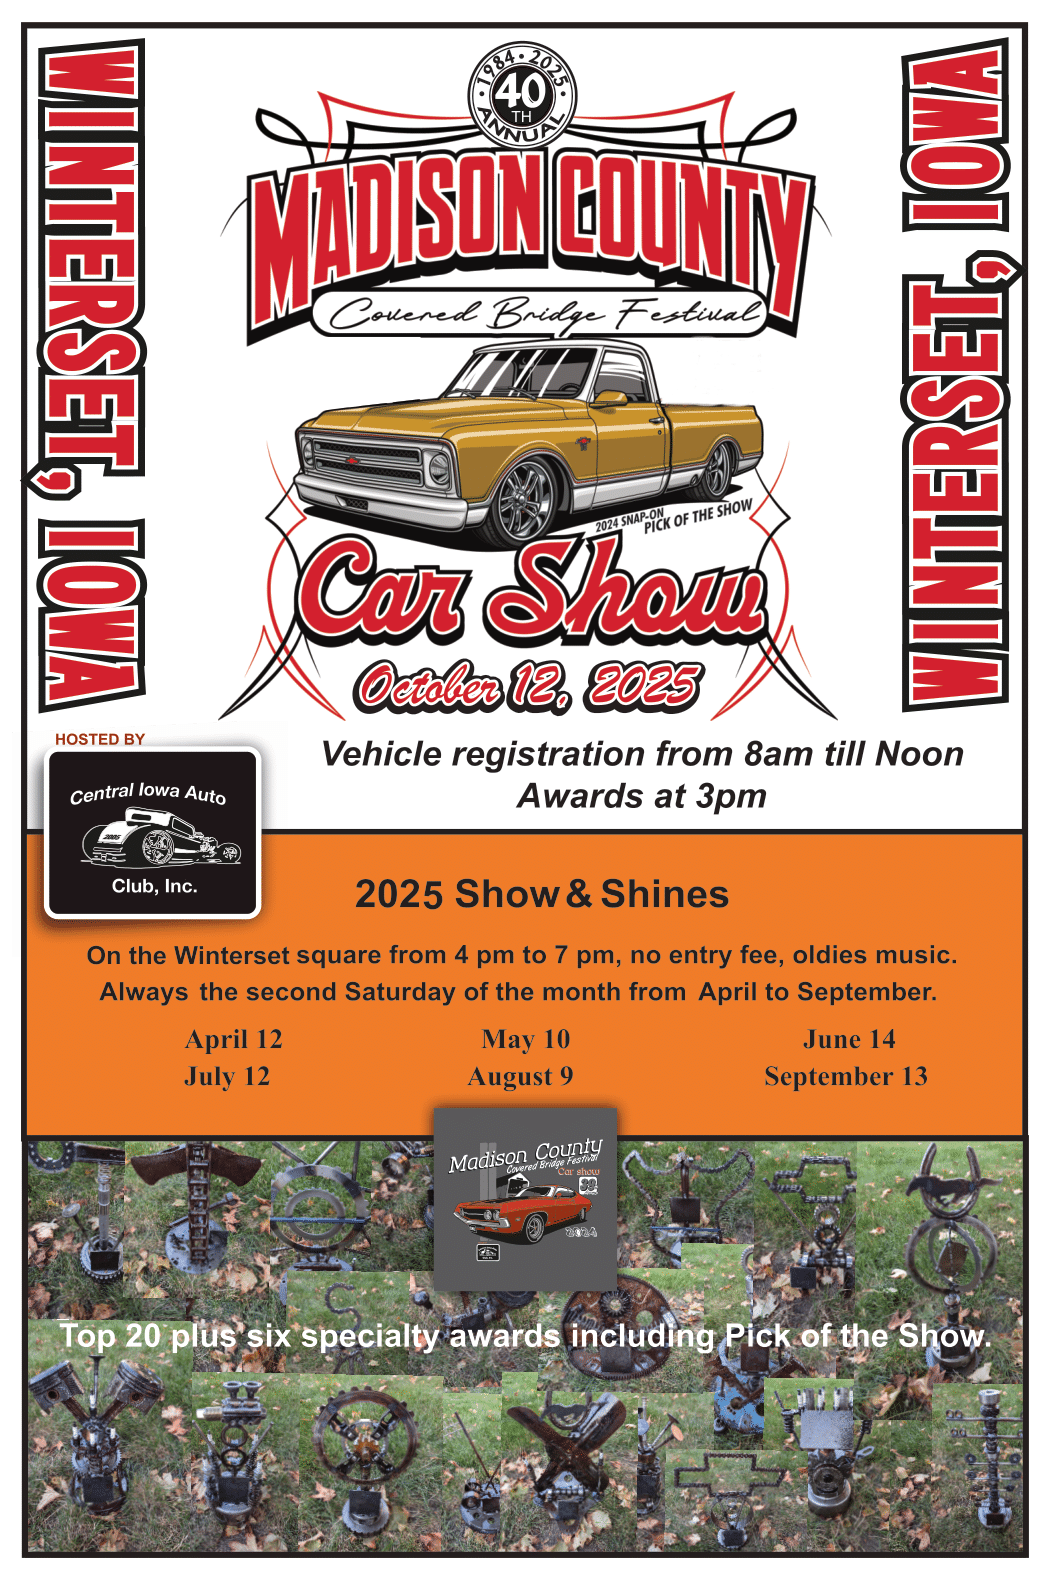 WINTERSET, IOWA
1984 • 2025
40
TH
ANNUAL
MADISON COUNTY
Covered Bridge Festival
2024 SNAP-ON
PICK OF THE SHOW
Car Show
October 12, 2025
WINTERSET, IOWA
HOSTED BY
Central Iowa Auto
2005
Club, Inc.
Vehicle registration from 8am till Noon
Awards at 3pm
2025 Show & Shines
On the Winterset square from 4 pm to 7 pm, no entry fee, oldies music.
Always the second Saturday of the month from April to September.
April 12 May 10 June 14
July 12 August 9 September 13
Madison County
Covered Bridge Festival
Car show
39
2024
Top 20 plus six specialty awards including Pick of the Show.